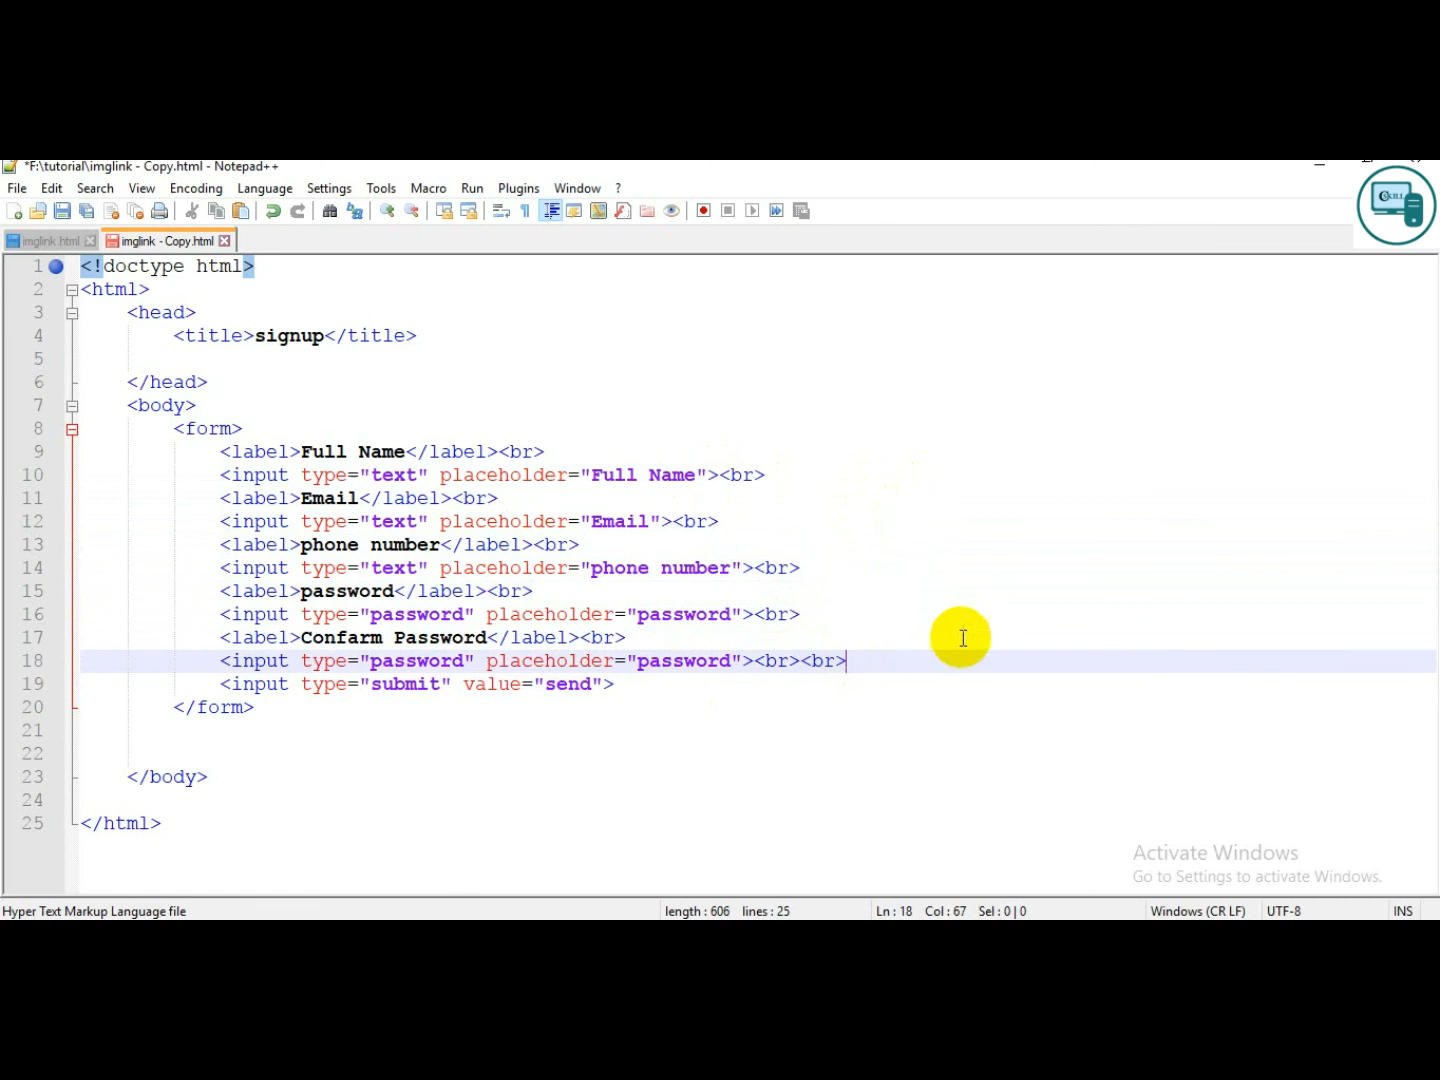 *F:\tutorial\imglink - Copy.html - Notepad++
File Edit Search View Encoding Language Settings Tools Macro Run Plugins Window ?
imglink.html imglink - Copy.html
1 <!doctype html>
2 <html>
3 <head>
4 <title>signup</title>
5
6 </head>
7 <body>
8 <form>
9 <label>Full Name</label><br>
10 <input type="text" placeholder="Full Name"><br>
11 <label>Email</label><br>
12 <input type="text" placeholder="Email"><br>
13 <label>phone number</label><br>
14 <input type="text" placeholder="phone number"><br>
15 <label>password</label><br>
16 <input type="password" placeholder="password"><br>
17 <label>Confarm Password</label><br>
18 <input type="password" placeholder="password"><br><br>
19 <input type="submit" value="send">
20 </form>
21
22
23 </body>
24
25 </html>
Activate Windows
Go to Settings to activate Windows.
Hyper Text Markup Language file length : 606 lines : 25 Ln : 18 Col : 67 Sel : 0 | 0 Windows (CR LF) UTF-8 INS